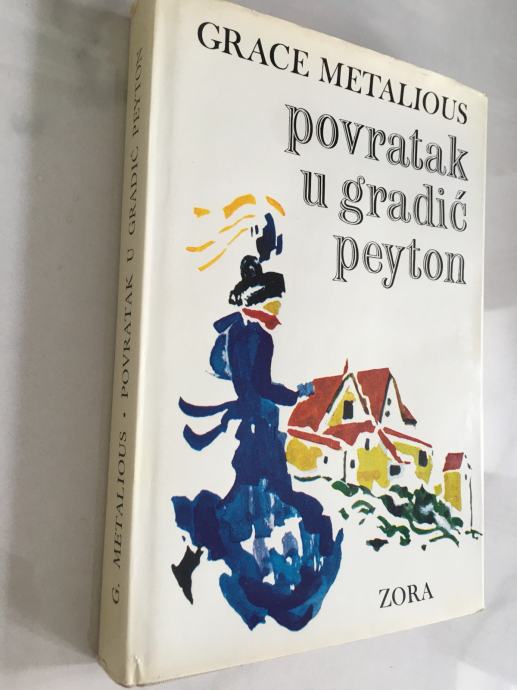 GRACE METALIOUS
povratak
u gradić
peyton
ZORA
G. METALIOUS • POVRATAK U GRADIĆ PEYTON